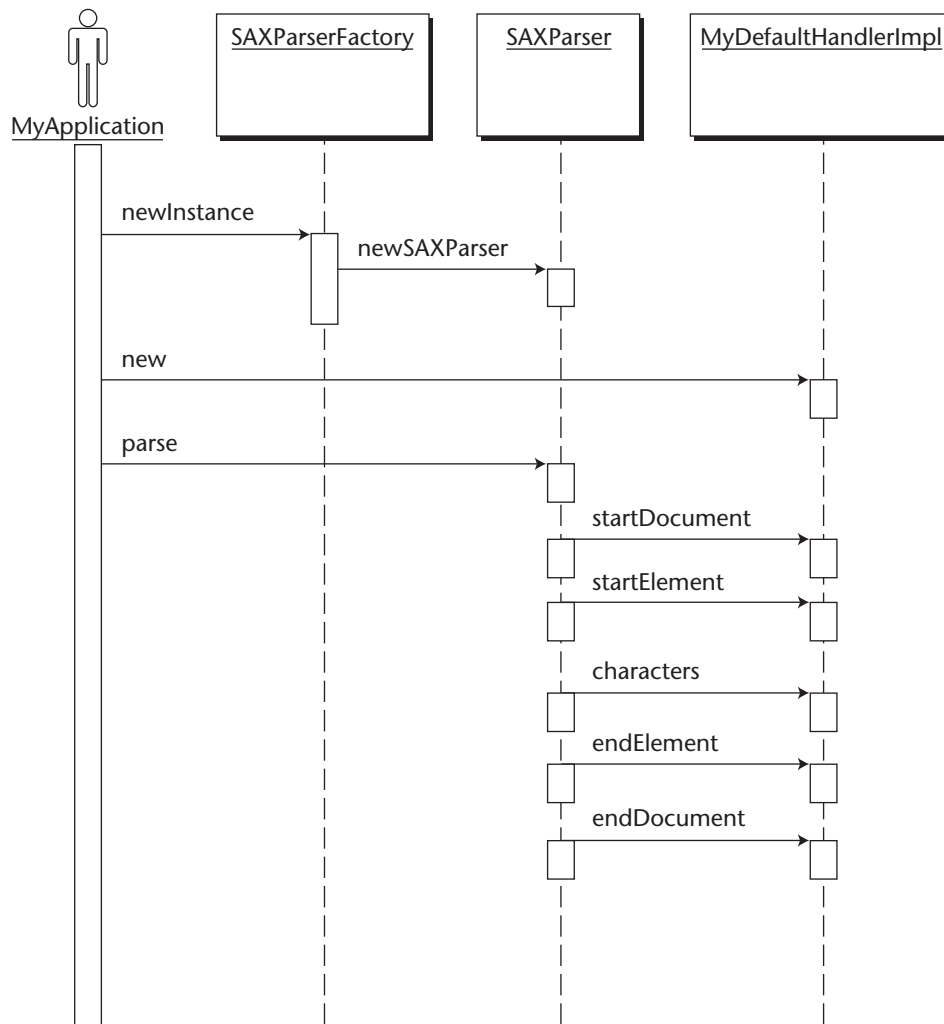 SAXParserFactory
SAXParser
MyDefaultHandlerImpl
MyApplication
newInstance
newSAXParser
new
parse
startDocument
startElement
characters
endElement
endDocument